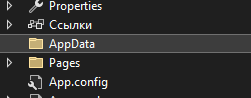 Properties
Ссылки
AppData
Pages
App.config